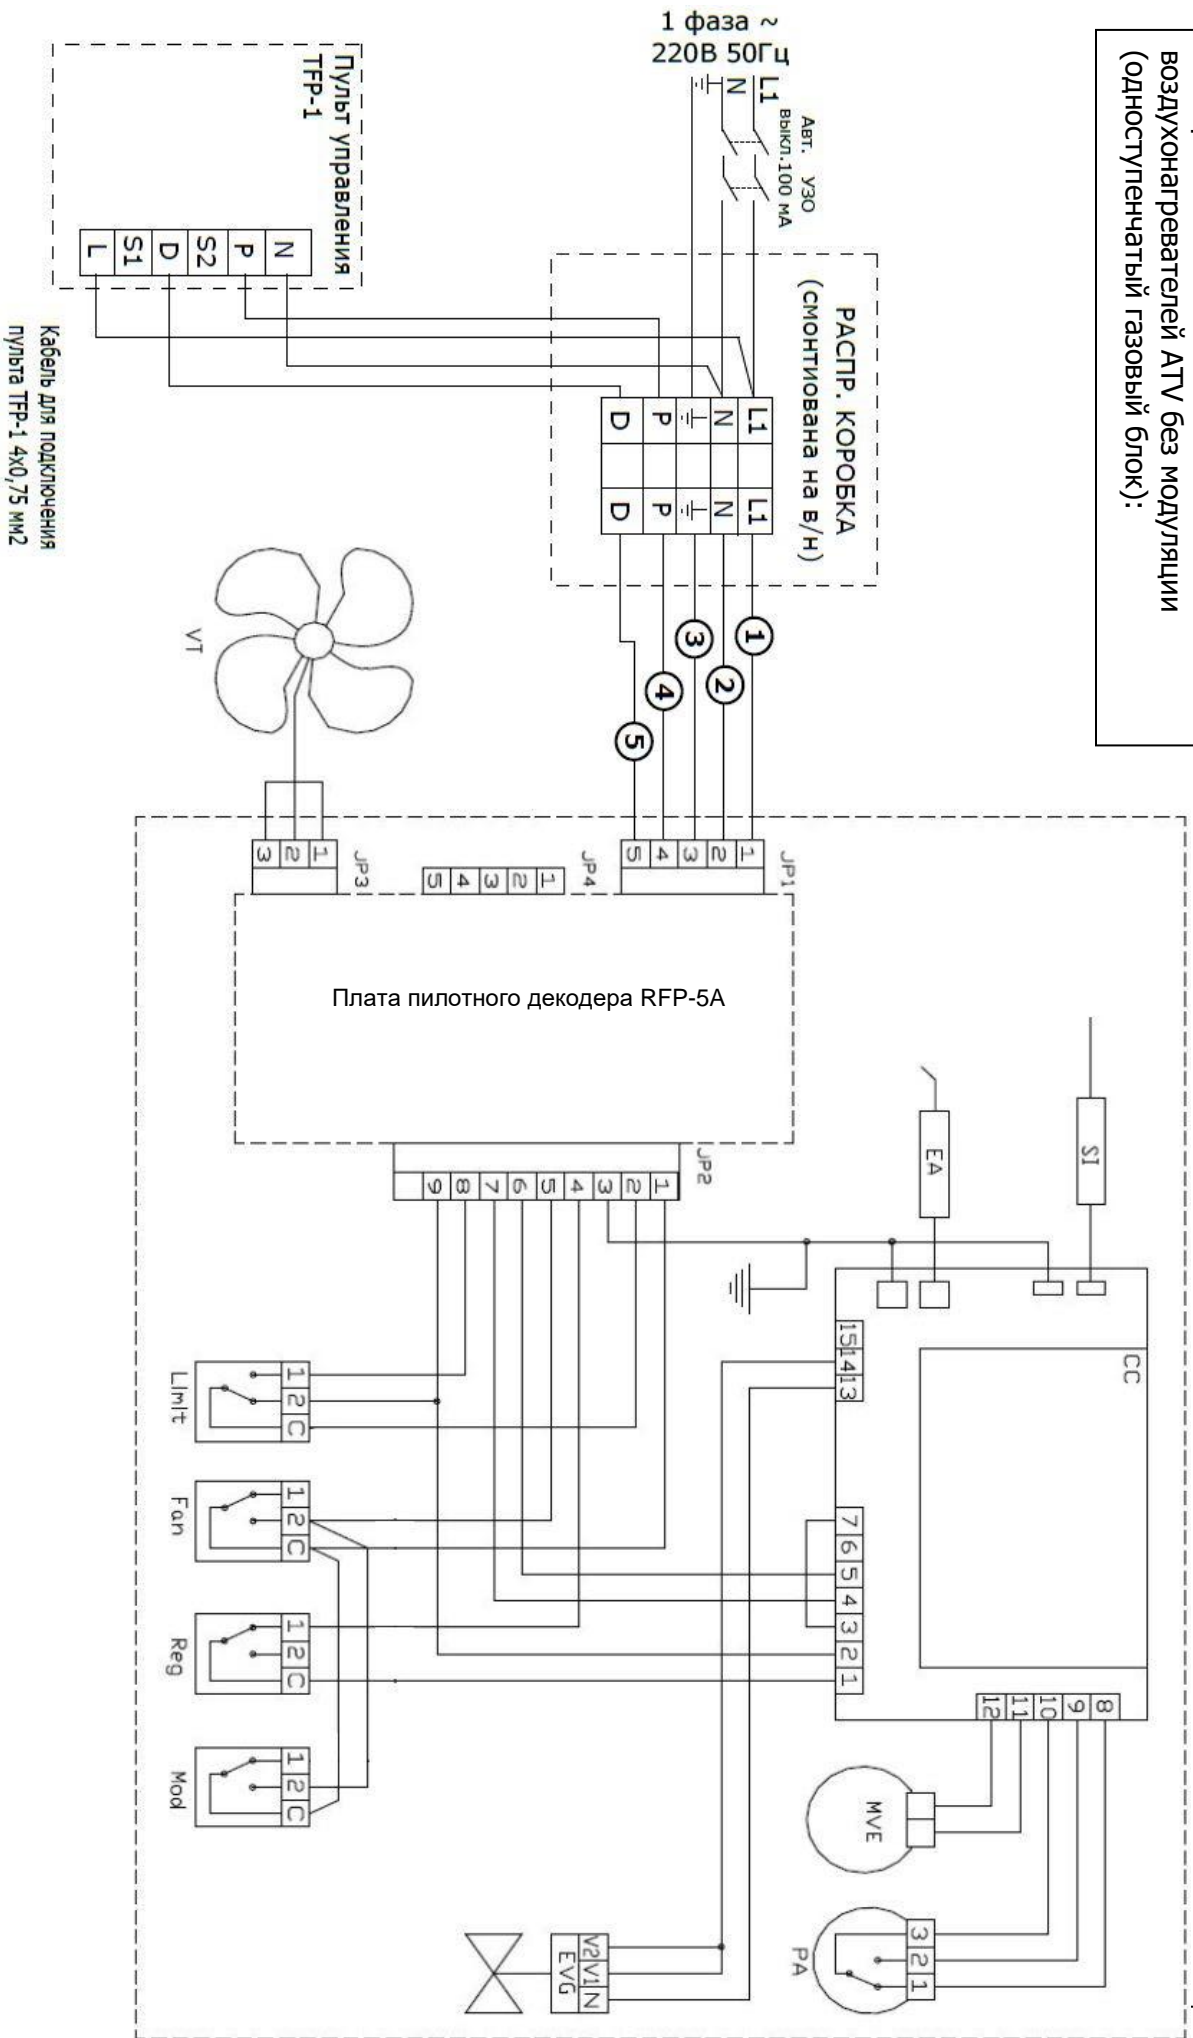 воздухонагревателей ATV без модуляции
(одноступенчатый газовый блок):
1 фаза ~
220В 50Гц
L1
N
Авт. УЗО
выкл.100 мА
РАСПР. КОРОБКА
(смонтиована на в/н)
L1 N P D
L1 N P D
Пульт управления
TFP-1
N P S2 D S1 L
Кабель для подключения
пульта TFP-1 4х0,75 мм2
1 2 3 4 5
VT
JP1
1 2 3 4 5
JP4
1 2 3 4 5
JP3
1 2 3
Плата пилотного декодера RFP-5A
JP2
1 2 3 4 5 6 7 8 9
SI
EA
CC
15 14 13
7 6 5 4 3 2 1
8 9 10 11 12
Limit
1 2 C
Fan
1 2 C
Reg
1 2 C
Mod
1 2 C
MVE
PA
3 2 1
EVG
V2 V1 N